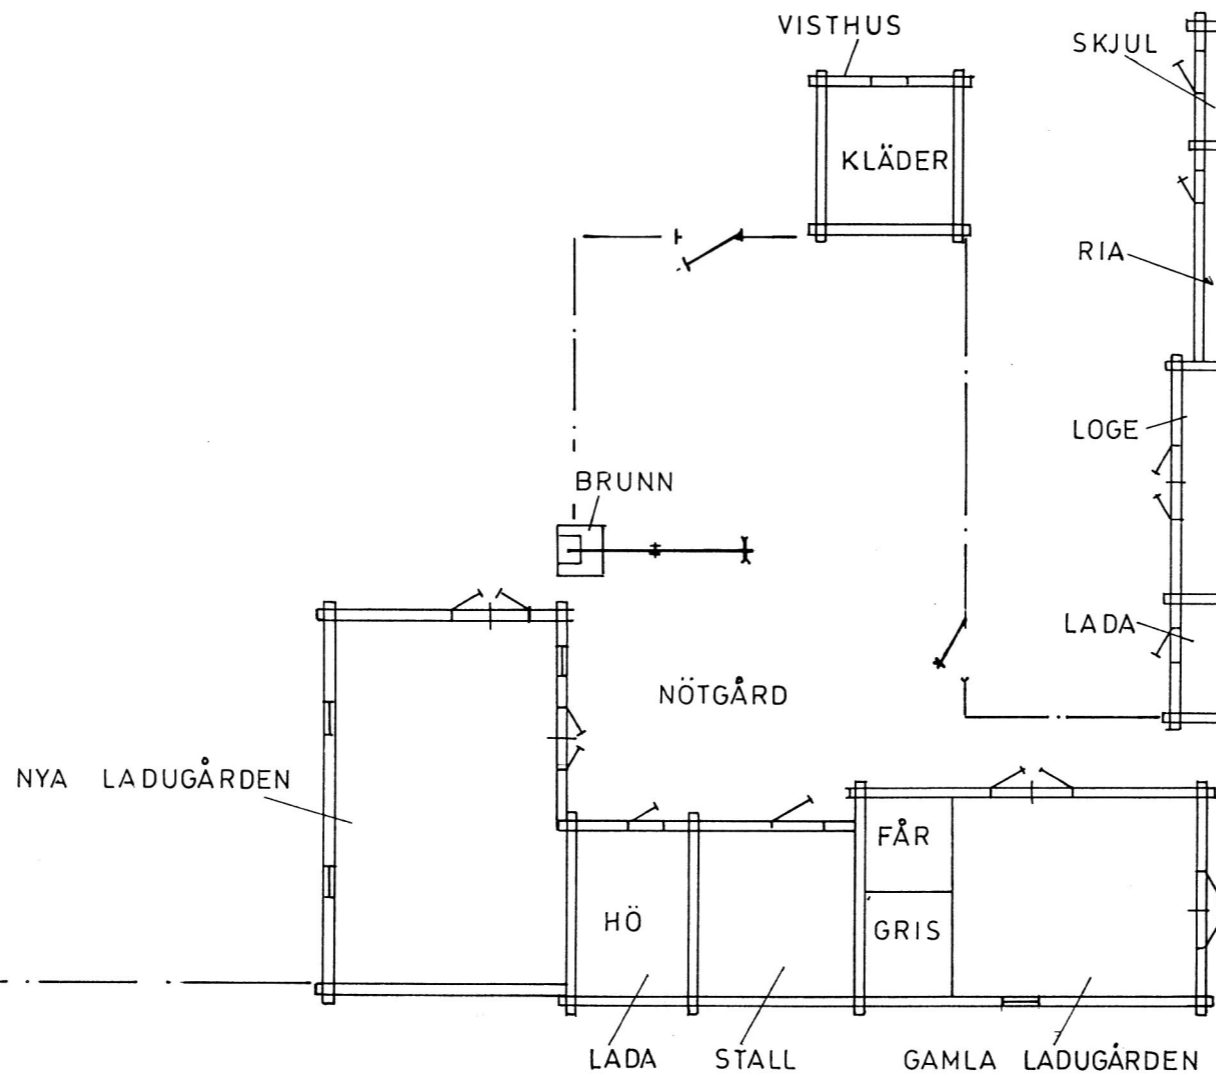 VISTHUS
SKJUL
KLÄDER
RIA
LOGE
BRUNN
LADA
NÖTGÅRD
NYA LADUGÅRDEN
FÅR
HÖ
GRIS
LADA
STALL
GAMLA LADUGÅRDEN